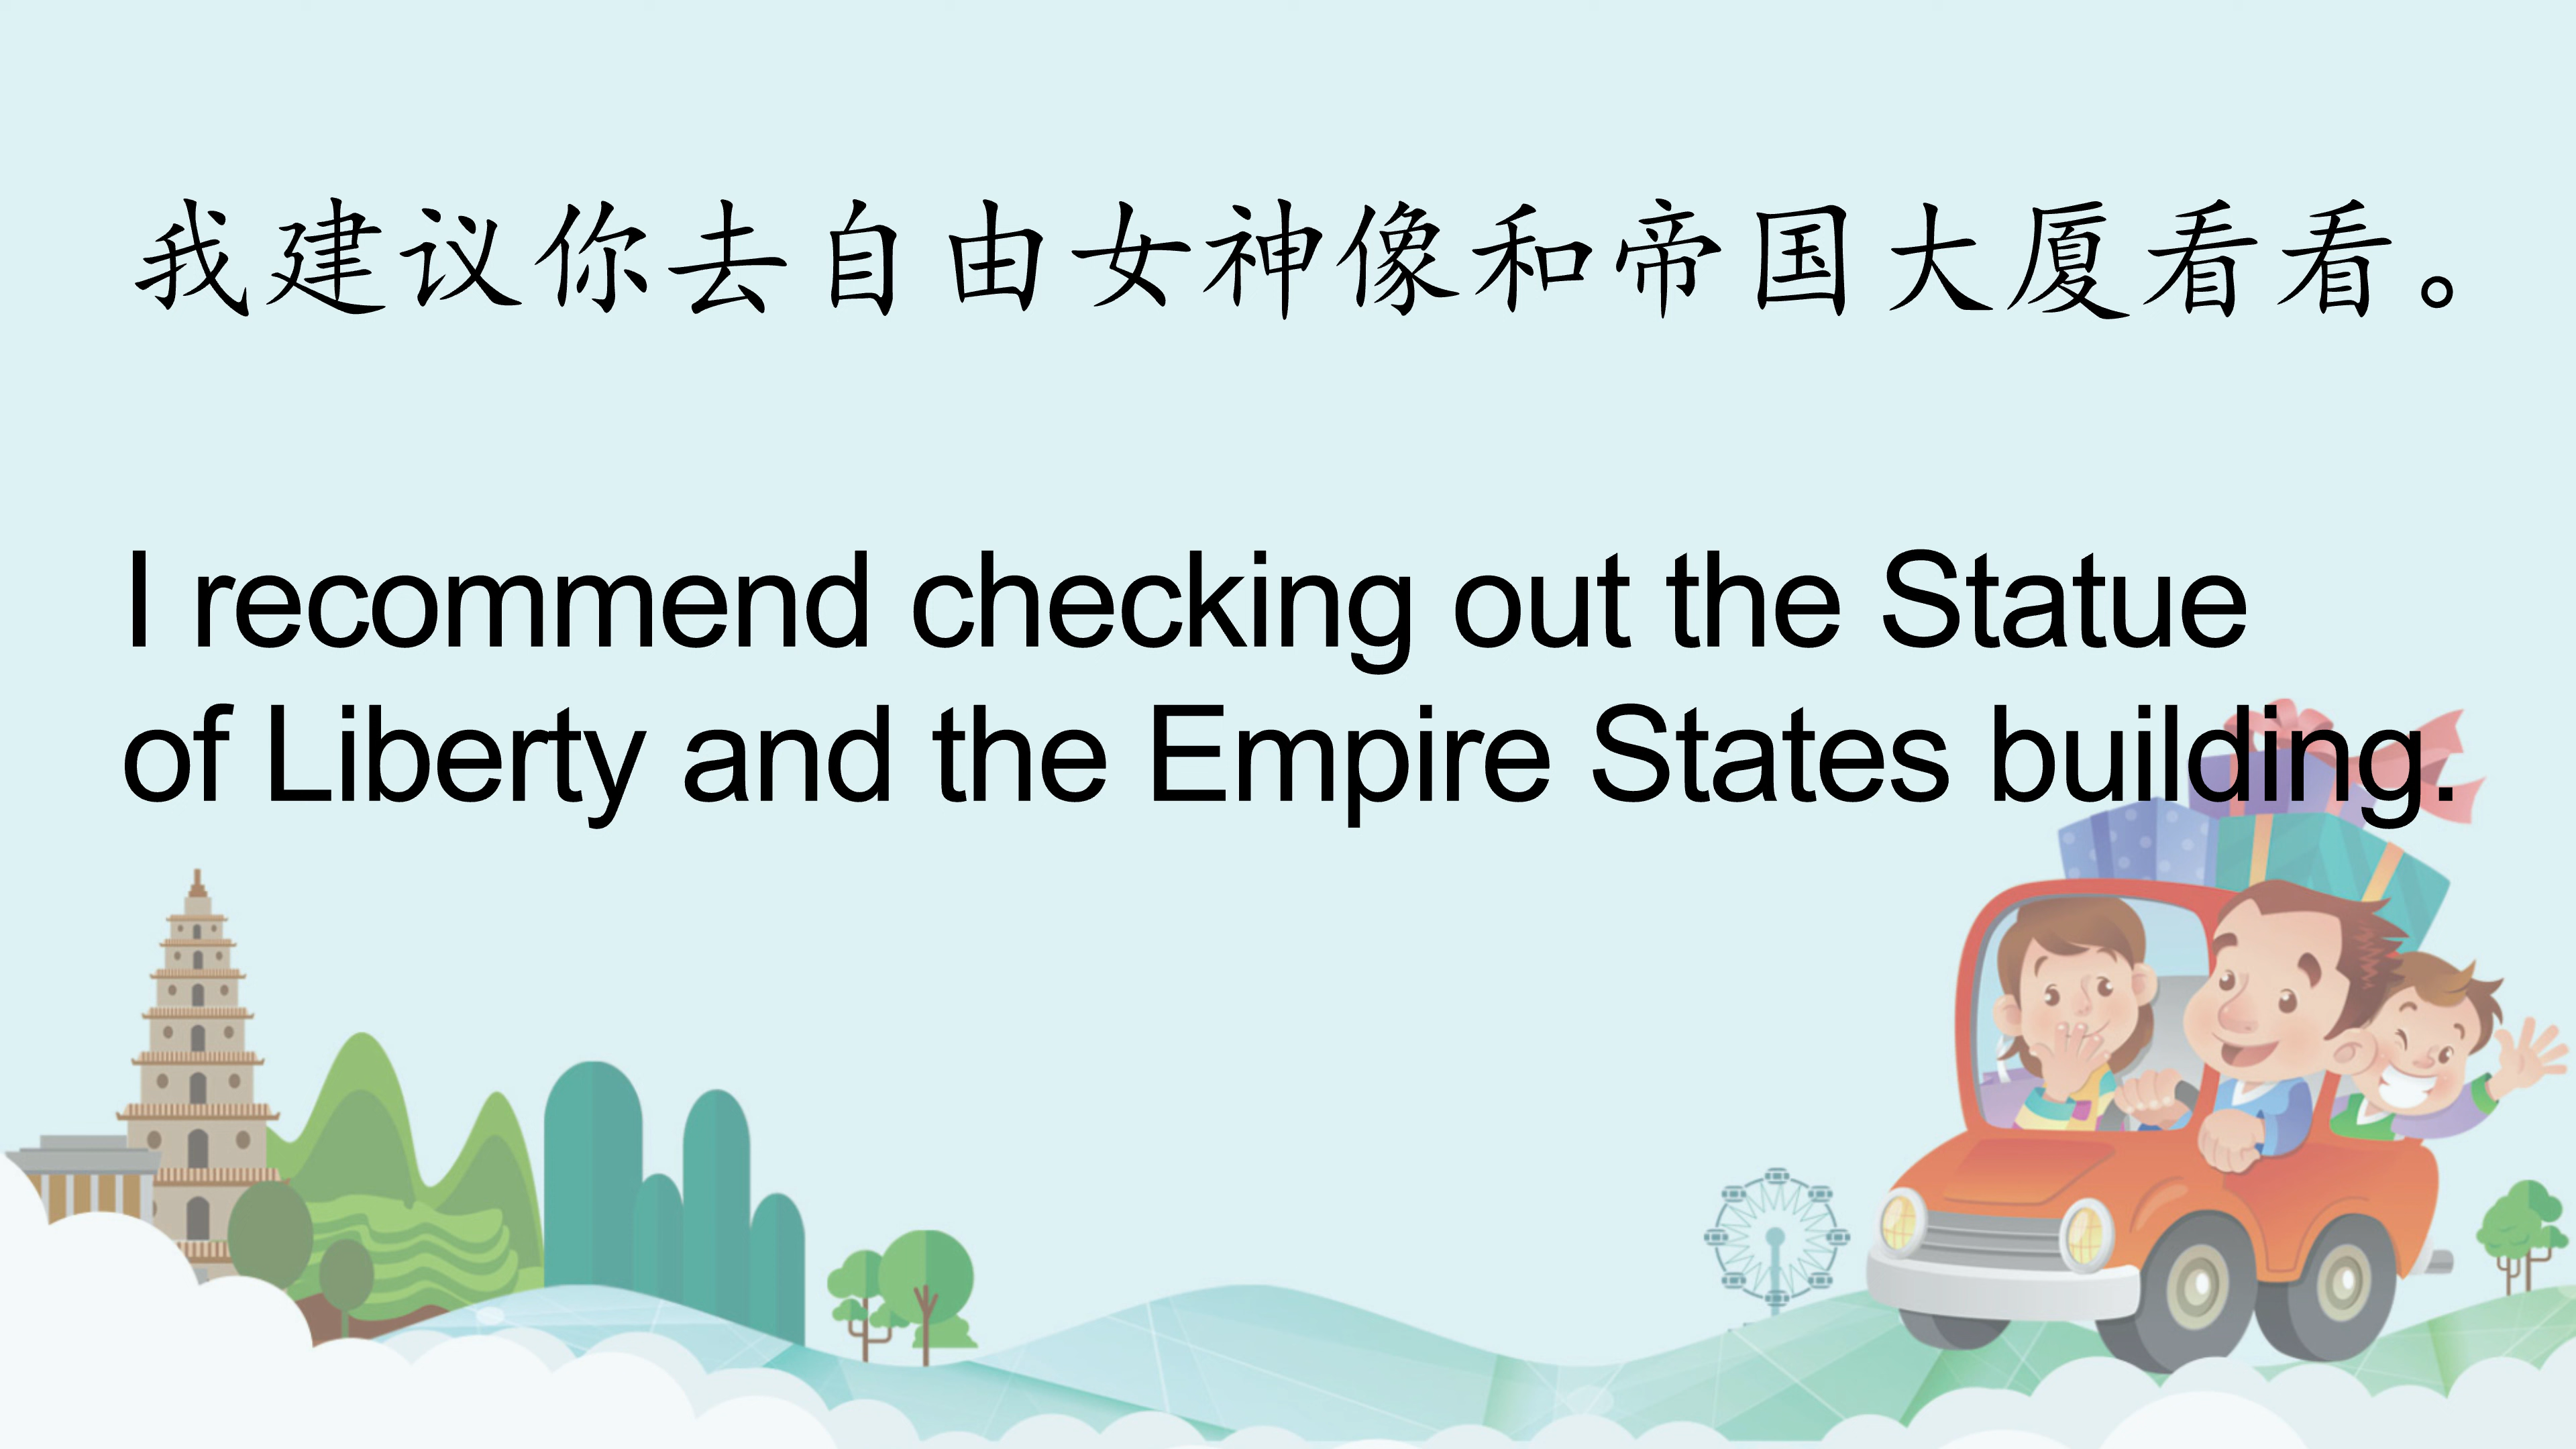 我建议你去自由女神像和帝国大厦看看。
I recommend checking out the Statue
of Liberty and the Empire States building.